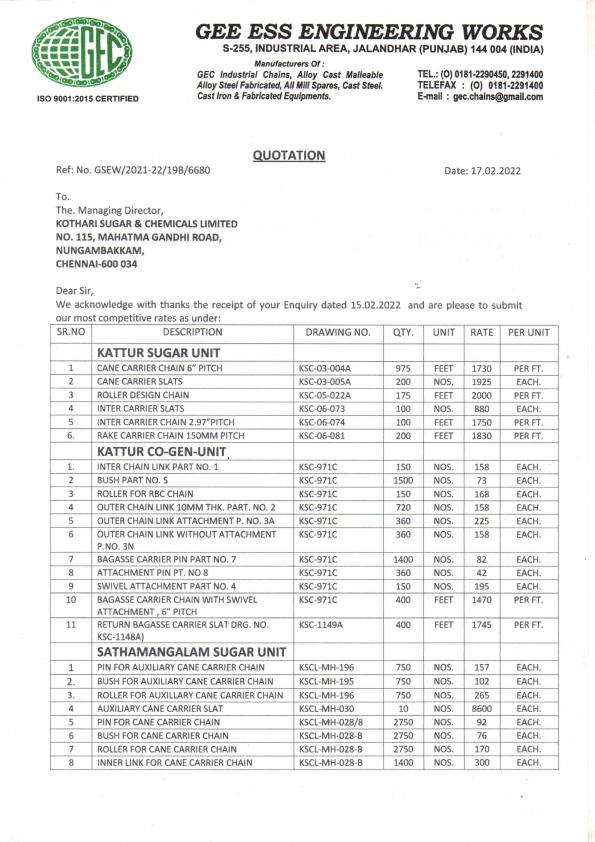 GEC
ISO 9001:2015 CERTIFIED
GEE ESS ENGINEERING WORKS
S-255, INDUSTRIAL AREA, JALANDHAR (PUNJAB) 144 004 (INDIA)
Manufacturers Of :
GEC Industrial Chains, Alloy Cast Malleable
Alloy Steel Fabricated, All Mill Spares, Cast Steel.
Cast Iron & Fabricated Equipments.
TEL.: (O) 0181-2290450, 2291400
TELEFAX : (O) 0181-2291400
E-mail : gec.chains@gmail.com
QUOTATION
Ref: No. GSEW/2021-22/19B/6680 Date: 17.02.2022
To.
The. Managing Director,
KOTHARI SUGAR & CHEMICALS LIMITED
NO. 115, MAHATMA GANDHI ROAD,
NUNGAMBAKKAM,
CHENNAI-600 034
Dear Sir,
We acknowledge with thanks the receipt of your Enquiry dated 15.02.2022 and are please to submit
our most competitive rates as under:
SR.NO DESCRIPTION DRAWING NO. QTY. UNIT RATE PER UNIT
KATTUR SUGAR UNIT
1 CANE CARRIER CHAIN 6” PITCH KSC-03-004A 975 FEET 1730 PER FT.
2 CANE CARRIER SLATS KSC-03-005A 200 NOS. 1925 EACH.
3 ROLLER DESIGN CHAIN KSC-05-022A 175 FEET 2000 PER FT.
4 INTER CARRIER SLATS KSC-06-073 100 NOS. 880 EACH.
5 INTER CARRIER CHAIN 2.97”PITCH KSC-06-074 100 FEET 1750 PER FT.
6. RAKE CARRIER CHAIN 150MM PITCH KSC-06-081 200 FEET 1830 PER FT.
KATTUR CO-GEN-UNIT
1. INTER CHAIN LINK PART NO. 1 KSC-971C 150 NOS. 158 EACH.
2 BUSH PART NO. 5 KSC-971C 1500 NOS. 73 EACH.
3 ROLLER FOR RBC CHAIN KSC-971C 150 NOS. 168 EACH.
4 OUTER CHAIN LINK 10MM THK. PART. NO. 2 KSC-971C 720 NOS. 158 EACH.
5 OUTER CHAIN LINK ATTACHMENT P. NO. 3A KSC-971C 360 NOS. 225 EACH.
6 OUTER CHAIN LINK WITHOUT ATTACHMENT KSC-971C 360 NOS. 158 EACH.
P.NO. 3N
7 BAGASSE CARRIER PIN PART NO. 7 KSC-971C 1400 NOS. 82 EACH.
8 ATTACHMENT PIN PT. NO 8 KSC-971C 360 NOS. 42 EACH.
9 SWIVEL ATTACHMENT PART NO. 4 KSC-971C 150 NOS. 195 EACH.
10 BAGASSE CARRIER CHAIN WITH SWIVEL KSC-971C 400 FEET 1470 PER FT.
ATTACHMENT , 6” PITCH
11 RETURN BAGASSE CARRIER SLAT DRG. NO. KSC-1149A 400 FEET 1745 PER FT.
KSC-1148A)
SATHAMANGALAM SUGAR UNIT
1 PIN FOR AUXILIARY CANE CARRIER CHAIN KSCL-MH-196 750 NOS. 157 EACH.
2. BUSH FOR AUXILIARY CANE CARRIER CHAIN KSCL-MH-195 750 NOS. 102 EACH.
3. ROLLER FOR AUXILLARY CANE CARRIER CHAIN KSCL-MH-196 750 NOS. 265 EACH.
4 AUXILIARY CANE CARRIER SLAT KSCL-MH-030 10 NOS. 8600 EACH.
5 PIN FOR CANE CARRIER CHAIN KSCL-MH-028/8 2750 NOS. 92 EACH.
6 BUSH FOR CANE CARRIER CHAIN KSCL-MH-028-B 2750 NOS. 76 EACH.
7 ROLLER FOR CANE CARRIER CHAIN KSCL-MH-028-B 2750 NOS. 170 EACH.
8 INNER LINK FOR CANE CARRIER CHAIN KSCL-MH-028-B 1400 NOS. 300 EACH.